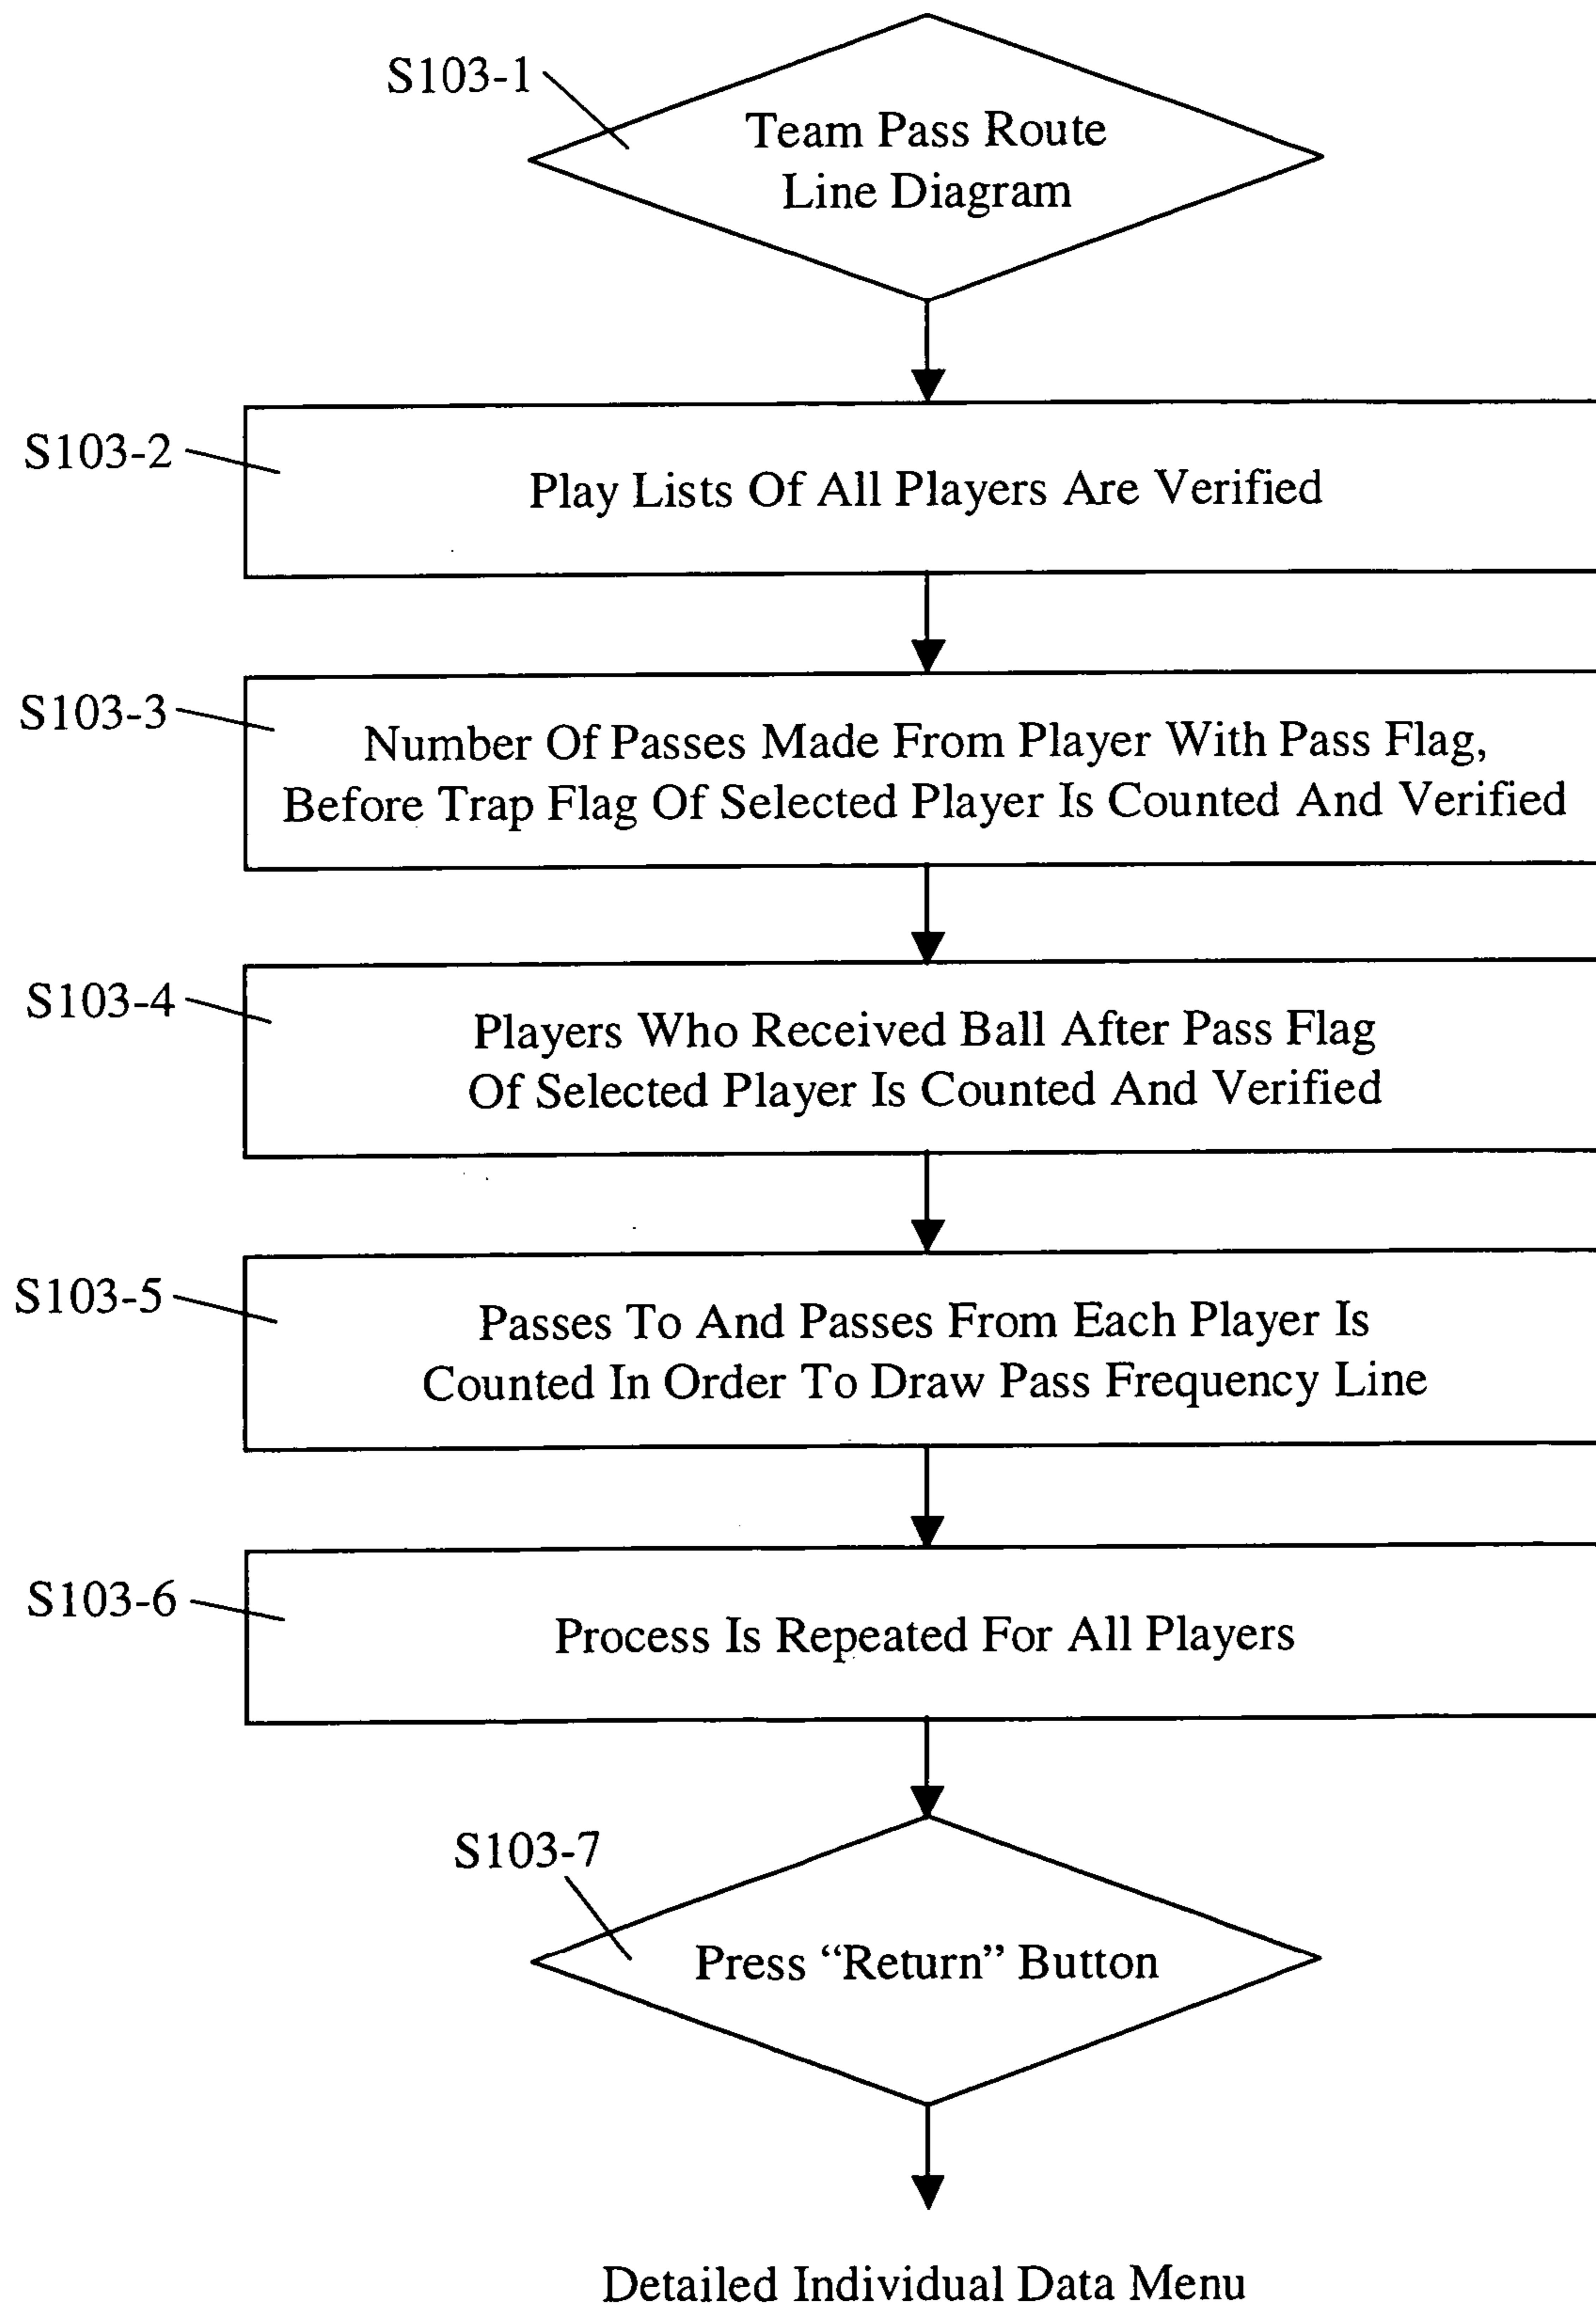 S103-1
Team Pass Route
Line Diagram
S103-2
Play Lists Of All Players Are Verified
S103-3
Number Of Passes Made From Player With Pass Flag,
Before Trap Flag Of Selected Player Is Counted And Verified
S103-4
Players Who Received Ball After Pass Flag
Of Selected Player Is Counted And Verified
S103-5
Passes To And Passes From Each Player Is
Counted In Order To Draw Pass Frequency Line
S103-6
Process Is Repeated For All Players
S103-7
Press “Return” Button
Detailed Individual Data Menu